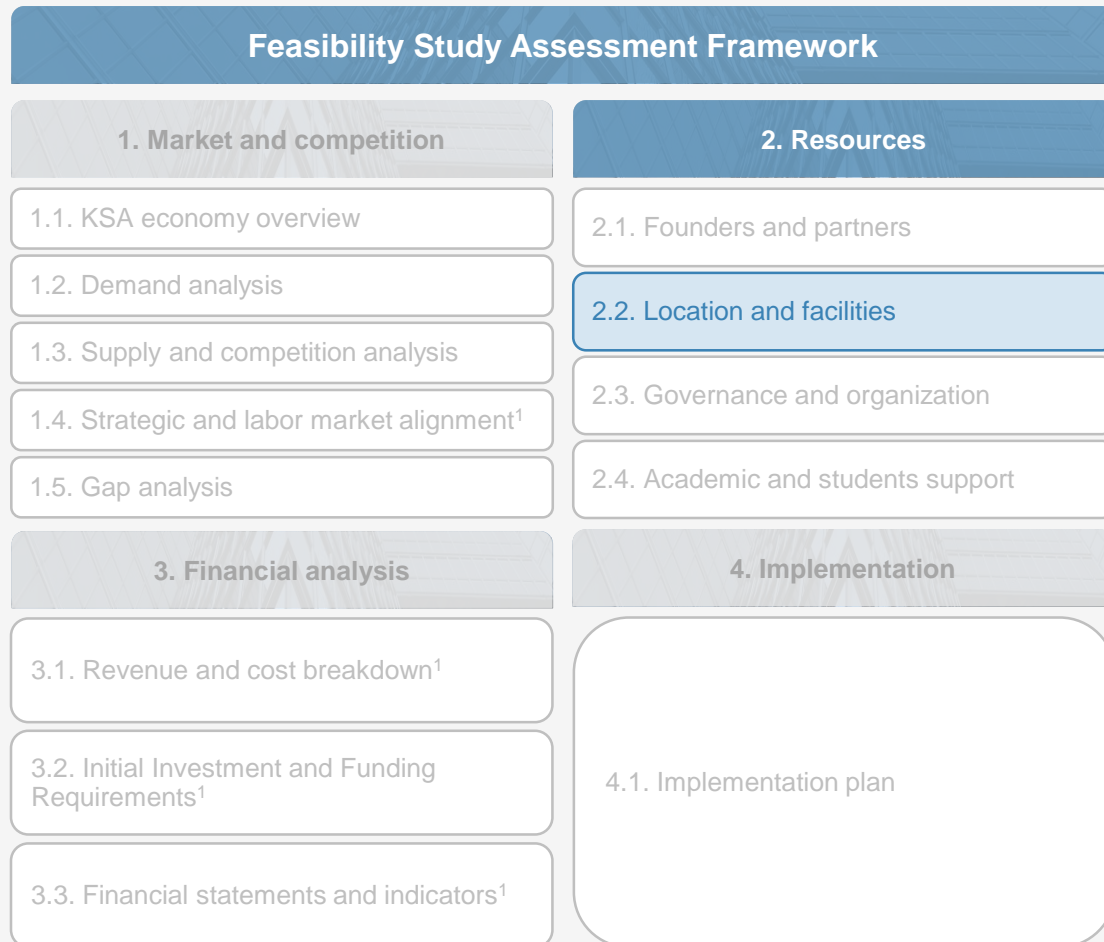 Feasibility Study Assessment Framework
1. Market and competition
1.1. KSA economy overview
1.2. Demand analysis
1.3. Supply and competition analysis
1.4. Strategic and labor market alignment¹
1.5. Gap analysis
2. Resources
2.1. Founders and partners
2.2. Location and facilities
2.3. Governance and organization
2.4. Academic and students support
3. Financial analysis
3.1. Revenue and cost breakdown¹
3.2. Initial Investment and Funding
Requirements¹
3.3. Financial statements and indicators¹
4. Implementation
4.1. Implementation plan